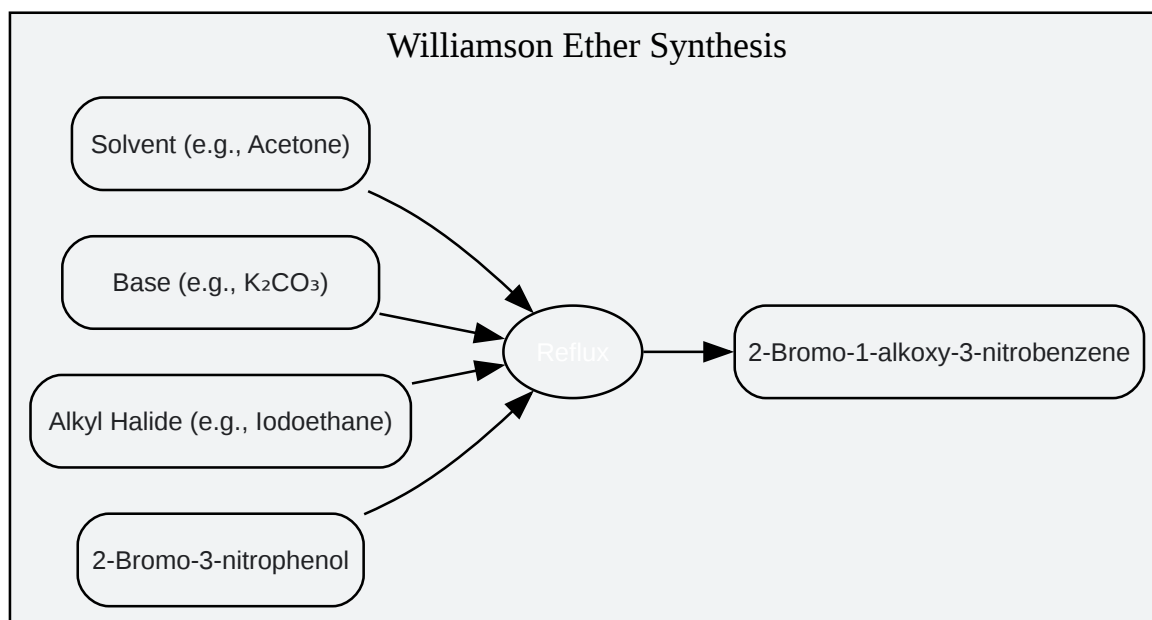 Williamson Ether Synthesis
Solvent (e.g., Acetone)
Base (e.g., K₂CO₃)
Alkyl Halide (e.g., Iodoethane)
2-Bromo-3-nitrophenol
Reflux
2-Bromo-1-alkoxy-3-nitrobenzene